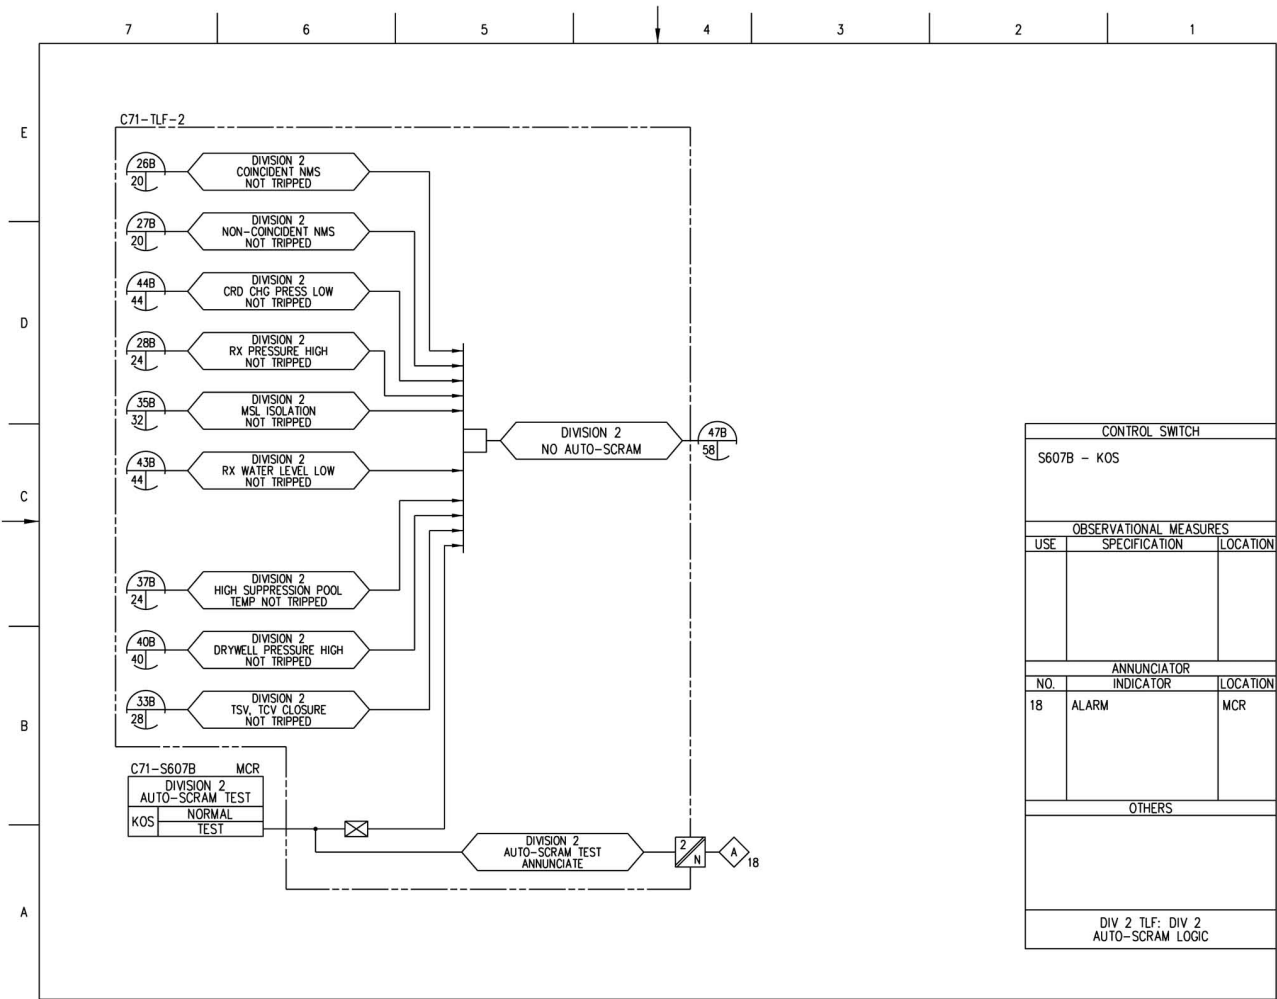 7 6 5 4 3 2 1
E
D
C
B
A
C71-TLF-2
26B
20
DIVISION 2
COINCIDENT NMS
NOT TRIPPED
27B
20
DIVISION 2
NON-COINCIDENT NMS
NOT TRIPPED
44B
44
DIVISION 2
CRD CHG PRESS LOW
NOT TRIPPED
28B
24
DIVISION 2
RX PRESSURE HIGH
NOT TRIPPED
35B
32
DIVISION 2
MSL ISOLATION
NOT TRIPPED
43B
44
DIVISION 2
RX WATER LEVEL LOW
NOT TRIPPED
37B
24
DIVISION 2
HIGH SUPPRESSION POOL
TEMP NOT TRIPPED
40B
40
DIVISION 2
DRYWELL PRESSURE HIGH
NOT TRIPPED
33B
28
DIVISION 2
TSV, TCV CLOSURE
NOT TRIPPED
DIVISION 2
NO AUTO-SCRAM
47B
58
C71-S607B MCR
DIVISION 2
AUTO-SCRAM TEST
KOS
NORMAL
TEST
DIVISION 2
AUTO-SCRAM TEST
ANNUNCIATE
2
N
A
18
CONTROL SWITCH
S607B - KOS
OBSERVATIONAL MEASURES
USE SPECIFICATION LOCATION
ANNUNCIATOR
NO. INDICATOR LOCATION
18 ALARM MCR
OTHERS
DIV 2 TLF: DIV 2
AUTO-SCRAM LOGIC